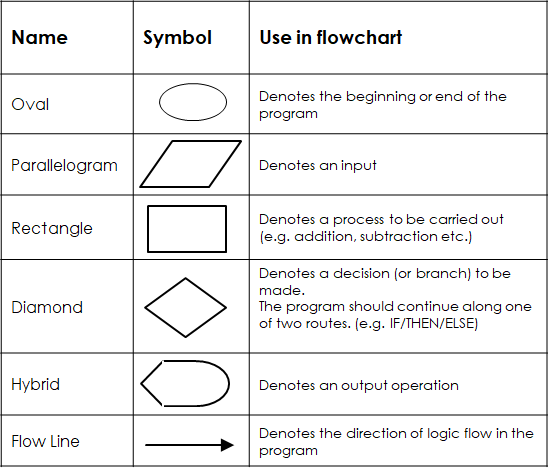 Name Symbol Use in flowchart
Oval
Denotes the beginning or end of the
program
Parallelogram
Denotes an input
Rectangle
Denotes a process to be carried out
(e.g. addition, subtraction etc.)
Diamond
Denotes a decision (or branch) to be
made.
The program should continue along one
of two routes. (e.g. IF/THEN/ELSE)
Hybrid
Denotes an output operation
Flow Line
Denotes the direction of logic flow in the
program